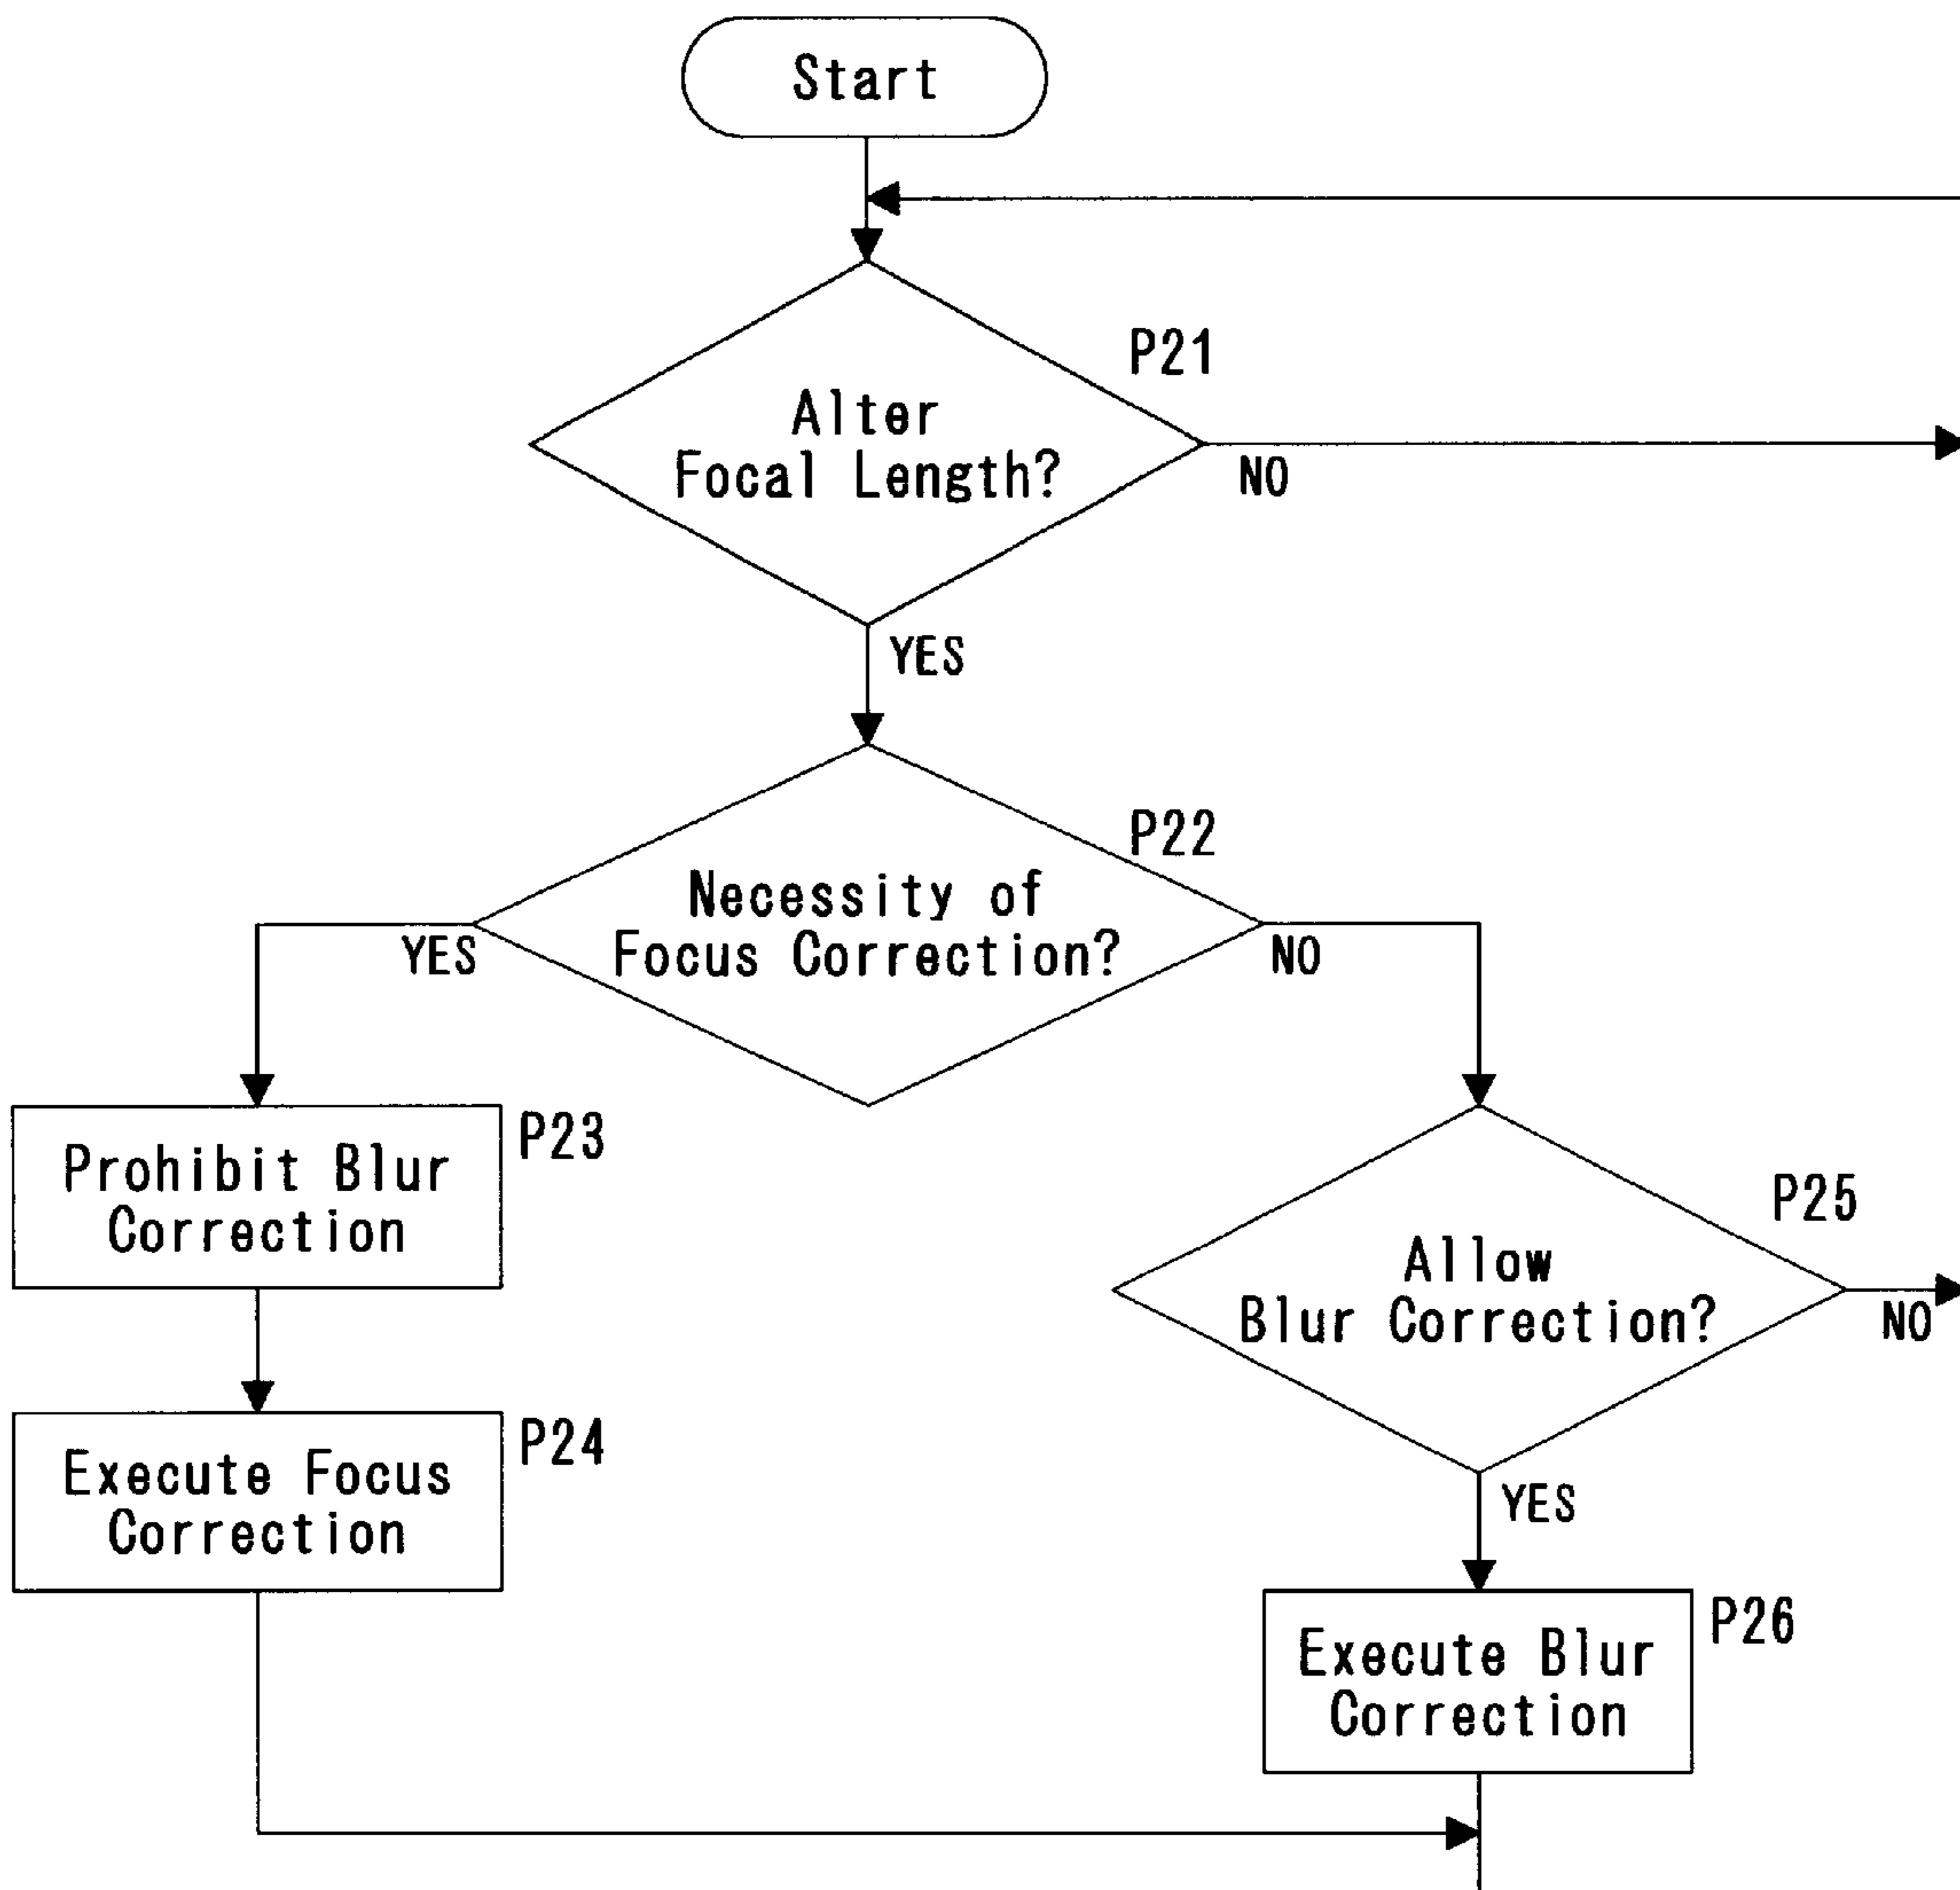 Start
P21
Alter
Focal Length?
NO
YES
P22
Necessity of
Focus Correction?
YES
NO
P23
Prohibit Blur
Correction
P25
Allow
Blur Correction?
NO
P24
Execute Focus
Correction
YES
P26
Execute Blur
Correction